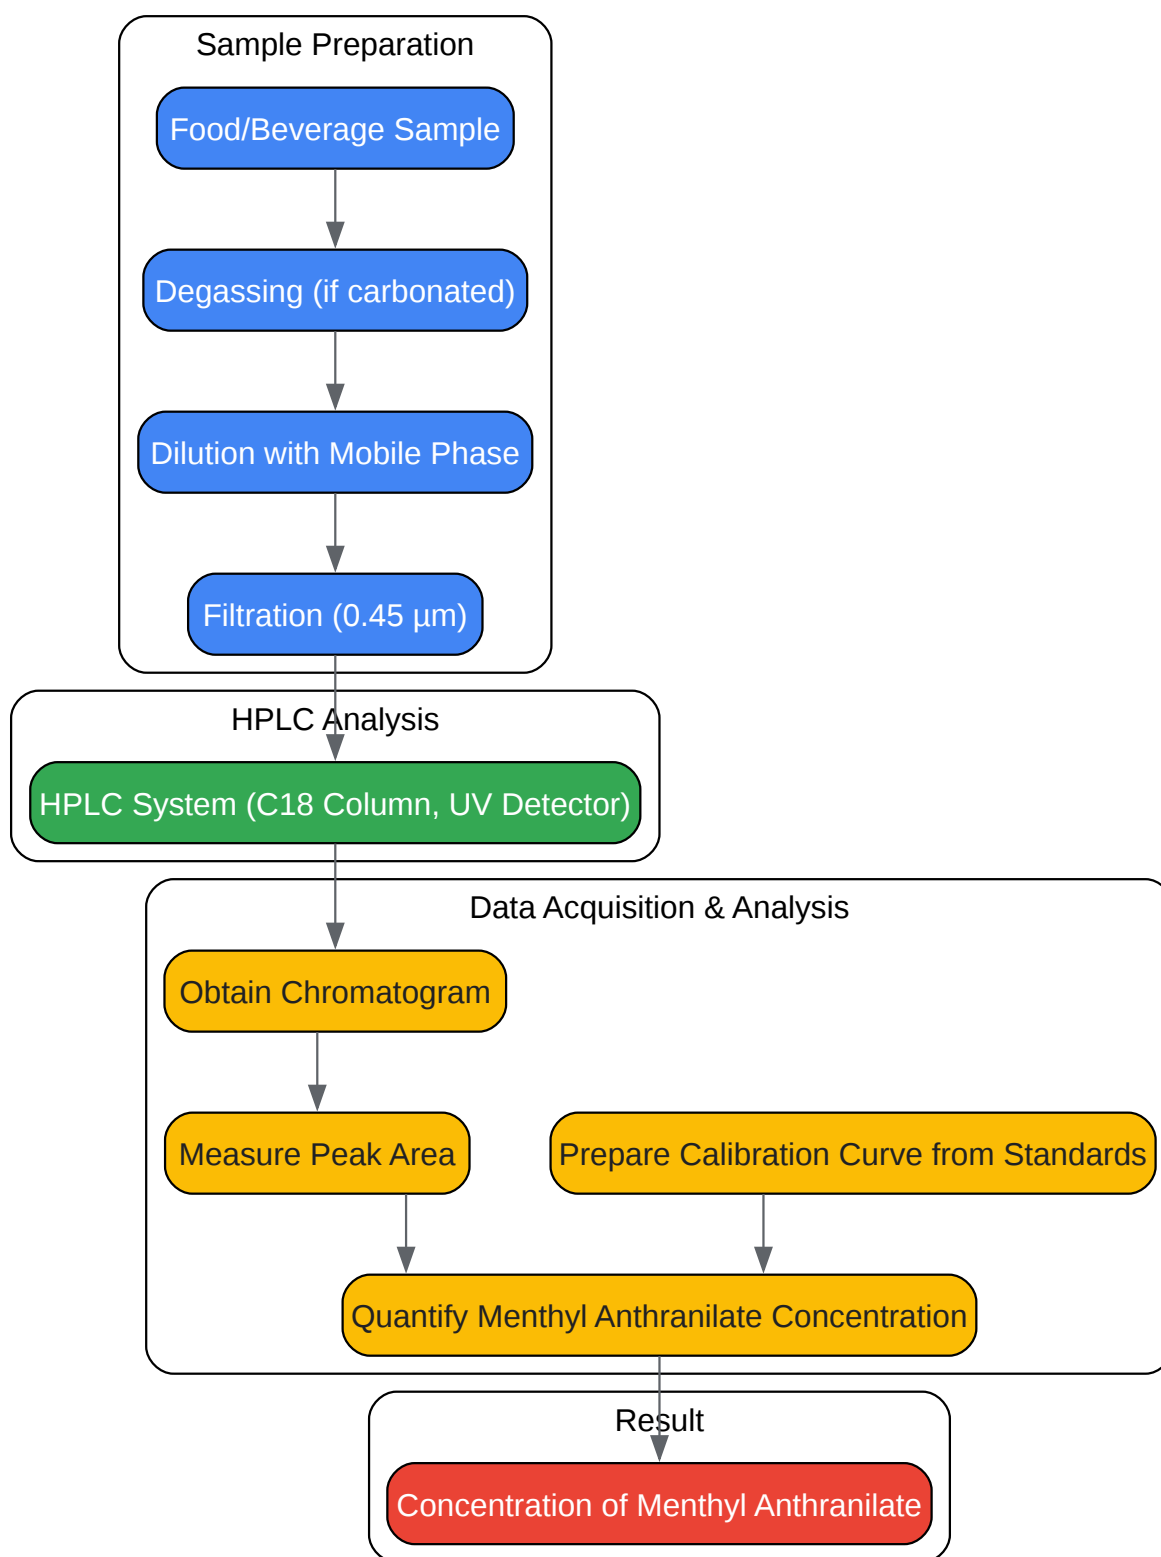 Sample Preparation
Food/Beverage Sample
Degassing (if carbonated)
Dilution with Mobile Phase
Filtration (0.45 µm)
HPLC Analysis
HPLC System (C18 Column, UV Detector)
Data Acquisition & Analysis
Obtain Chromatogram
Measure Peak Area
Prepare Calibration Curve from Standards
Quantify Menthyl Anthranilate Concentration
Result
Concentration of Menthyl Anthranilate